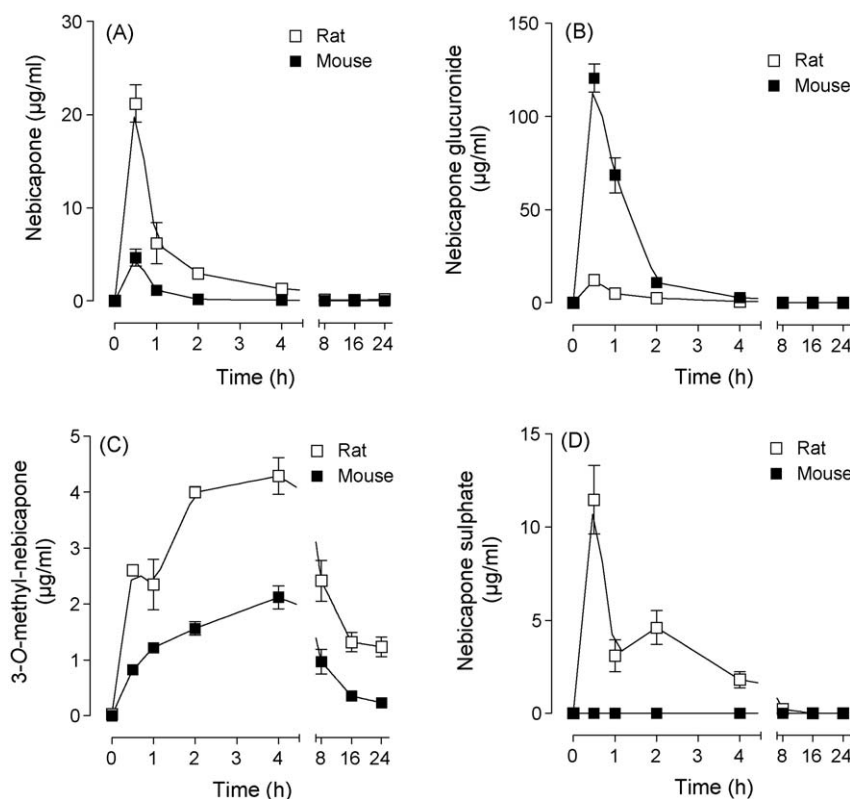 (A)
Rat
Mouse
Nebicapone (µg/ml)
30
20
10
0
0 1 2 3 4 8 16 24
Time (h)
(B)
Rat
Mouse
Nebicapone glucuronide
(µg/ml)
150
100
50
0
0 1 2 3 4 8 16 24
Time (h)
(C)
Rat
Mouse
3-O-methyl-nebicapone
(µg/ml)
5
4
3
2
1
0
0 1 2 3 4 8 16 24
Time (h)
(D)
Rat
Mouse
Nebicapone sulphate
(µg/ml)
15
10
5
0
0 1 2 3 4 8 16 24
Time (h)